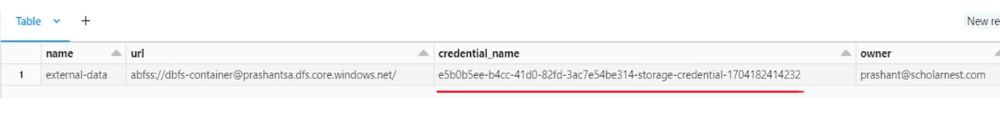 Table + New re
name url credential_name owner
1 external-data abfss://dbfs-container@prashantsa.dfs.core.windows.net/ e5b0b5ee-b4cc-41d0-82fd-3ac7e54be314-storage-credential-1704182414232 prashant@scholarnest.com